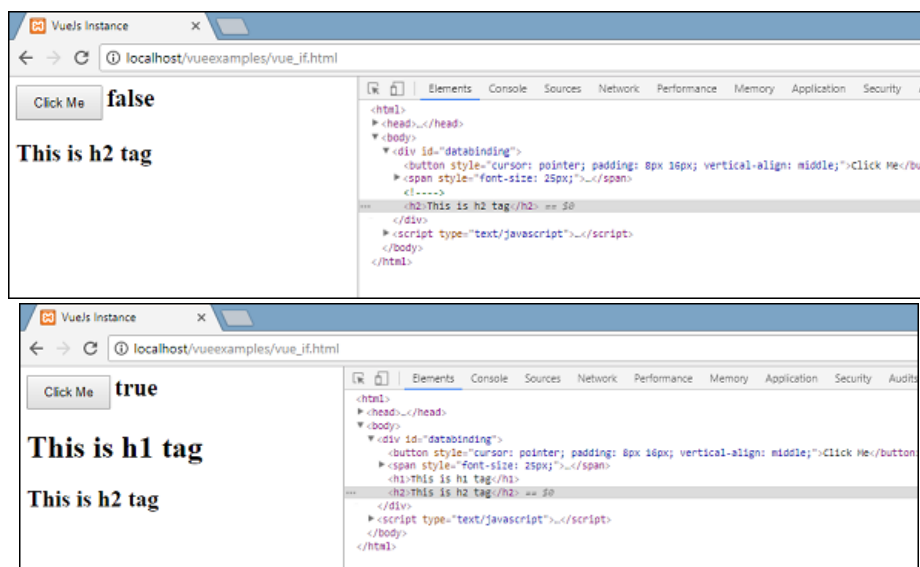 VueJs Instance ×
localhost/vueexamples/vue_if.html
Click Me false
This is h2 tag
Elements Console Sources Network Performance Memory Application Security
<html>
▶<head>…</head>
▼<body>
▼<div id="databinding">
<button style="cursor: pointer; padding: 8px 16px; vertical-align: middle;">Click Me</bu
▶<span style="font-size: 25px;">…</span>
<!---->
... <h2>This is h2 tag</h2> == $0
</div>
▶<script type="text/javascript">…</script>
</body>
</html>
VueJs Instance ×
localhost/vueexamples/vue_if.html
Click Me true
This is h1 tag
This is h2 tag
Elements Console Sources Network Performance Memory Application Security Audits
<html>
▶<head>…</head>
▼<body>
▼<div id="databinding">
<button style="cursor: pointer; padding: 8px 16px; vertical-align: middle;">Click Me</button
▶<span style="font-size: 25px;">…</span>
<h1>This is h1 tag</h1>
... <h2>This is h2 tag</h2> == $0
</div>
▶<script type="text/javascript">…</script>
</body>
</html>